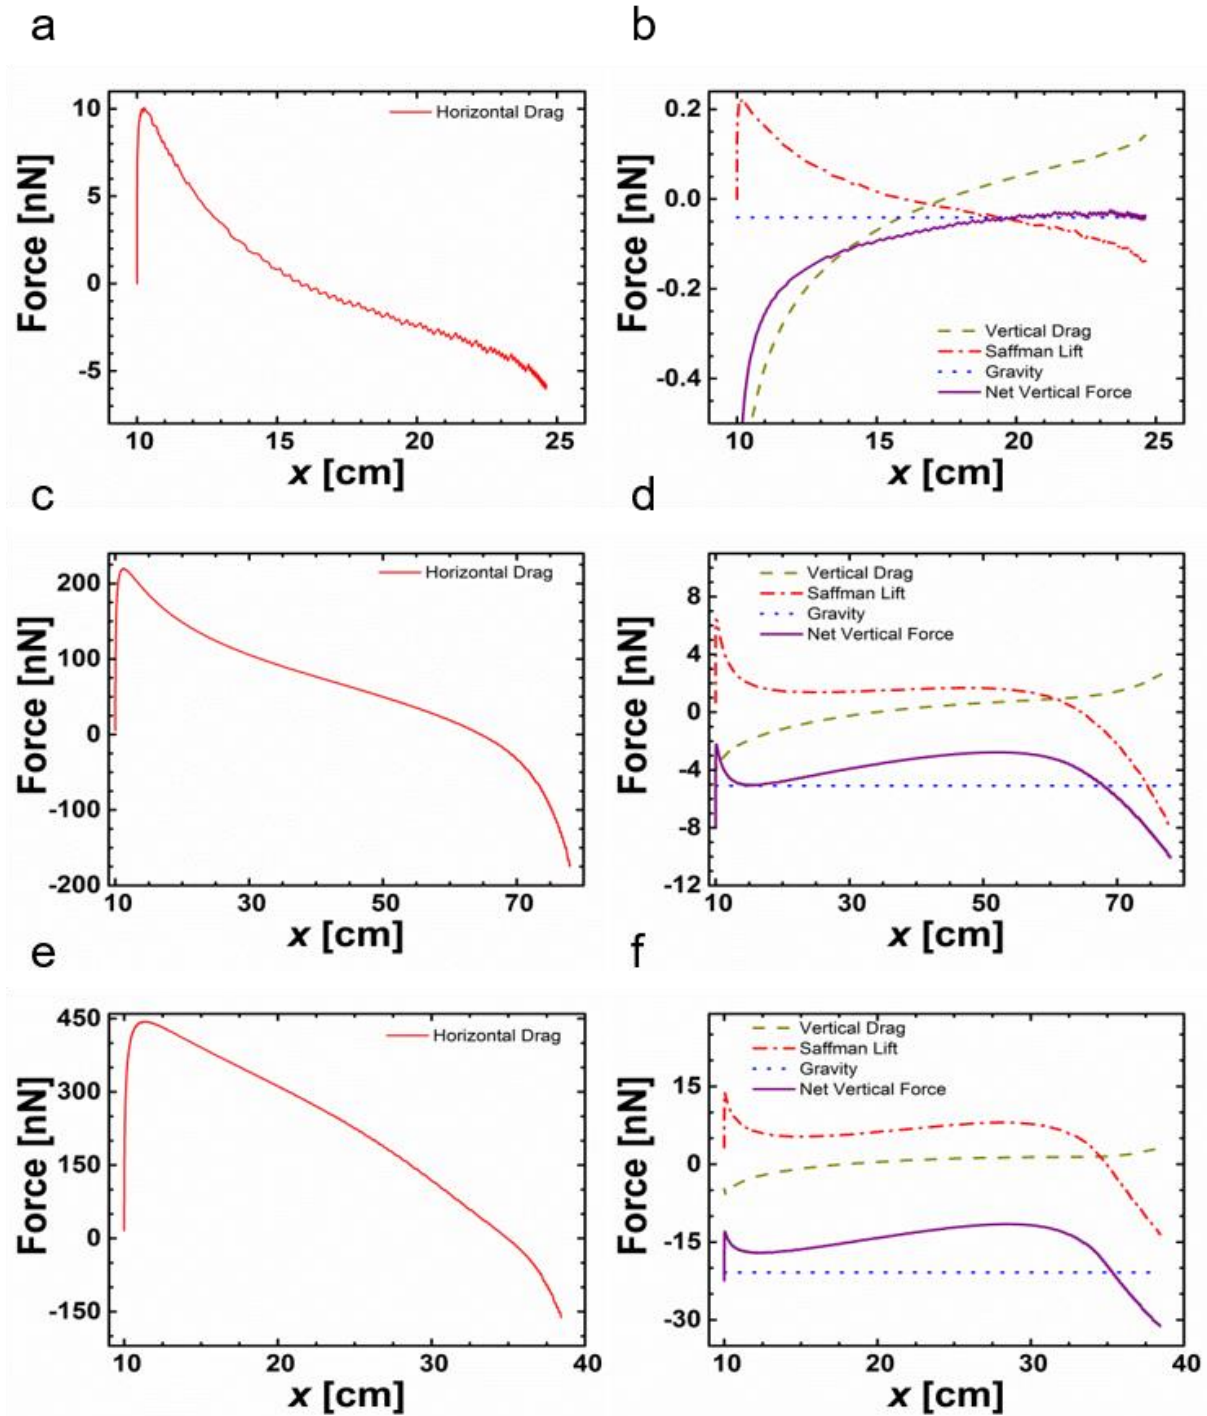 a
10
5
0
-5
Force [nN]
Horizontal Drag
10 15 20 25
x [cm]
b
0.2
0.0
-0.2
-0.4
Force [nN]
Vertical Drag
Saffman Lift
Gravity
Net Vertical Force
10 15 20 25
x [cm]
c
200
100
0
-100
-200
Force [nN]
Horizontal Drag
10 30 50 70
x [cm]
d
8
4
0
-4
-8
-12
Force [nN]
Vertical Drag
Saffman Lift
Gravity
Net Vertical Force
10 30 50 70
x [cm]
e
450
300
150
0
-150
Force [nN]
Horizontal Drag
10 20 30 40
x [cm]
f
15
0
-15
-30
Force [nN]
Vertical Drag
Saffman Lift
Gravity
Net Vertical Force
10 20 30 40
x [cm]